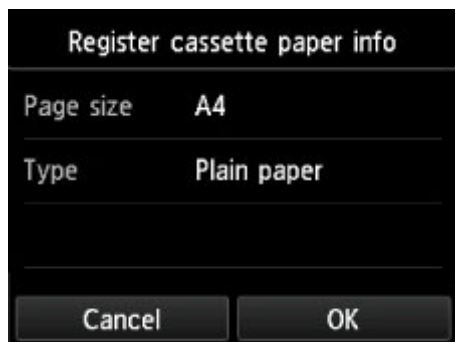 Register cassette paper info
Page size A4
Type Plain paper
Cancel OK